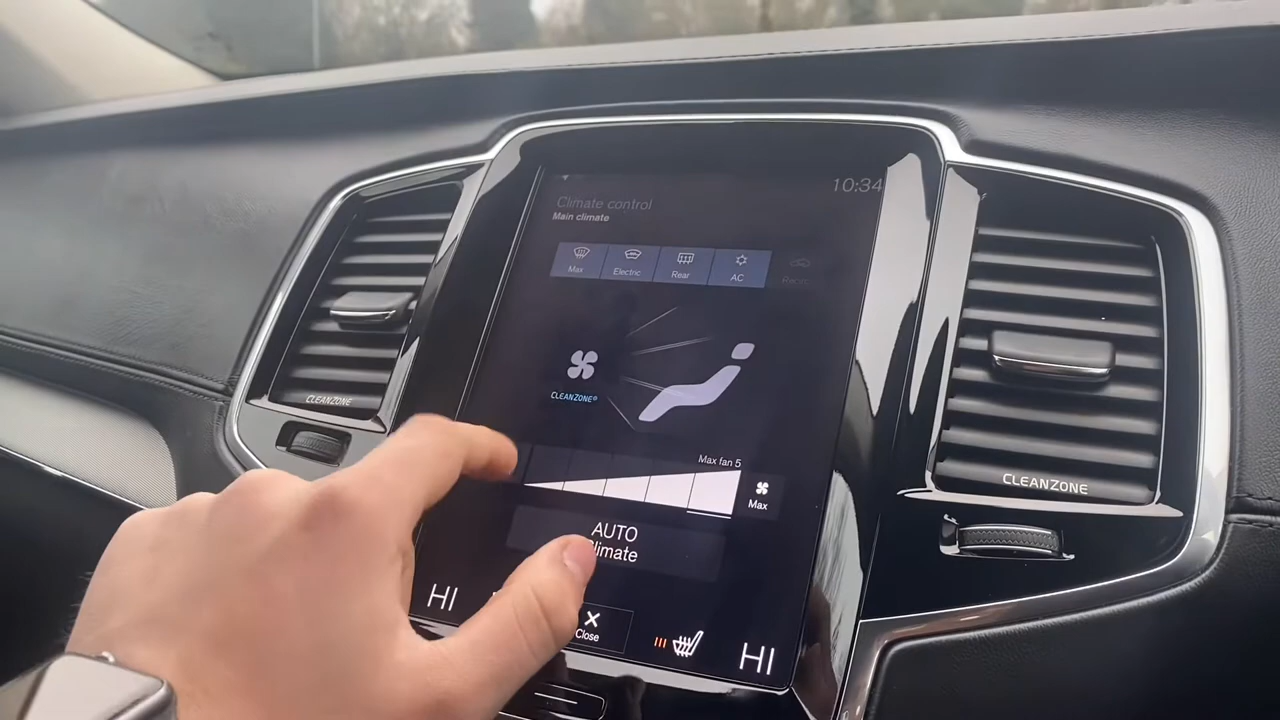 10:34
Climate control
Main climate
Max
Electric
Rear
AC
CLEANZONE
CLEANZONE
CLEANZONE
Max fan 5
Max
AUTO
Climate
HI
Close
HI